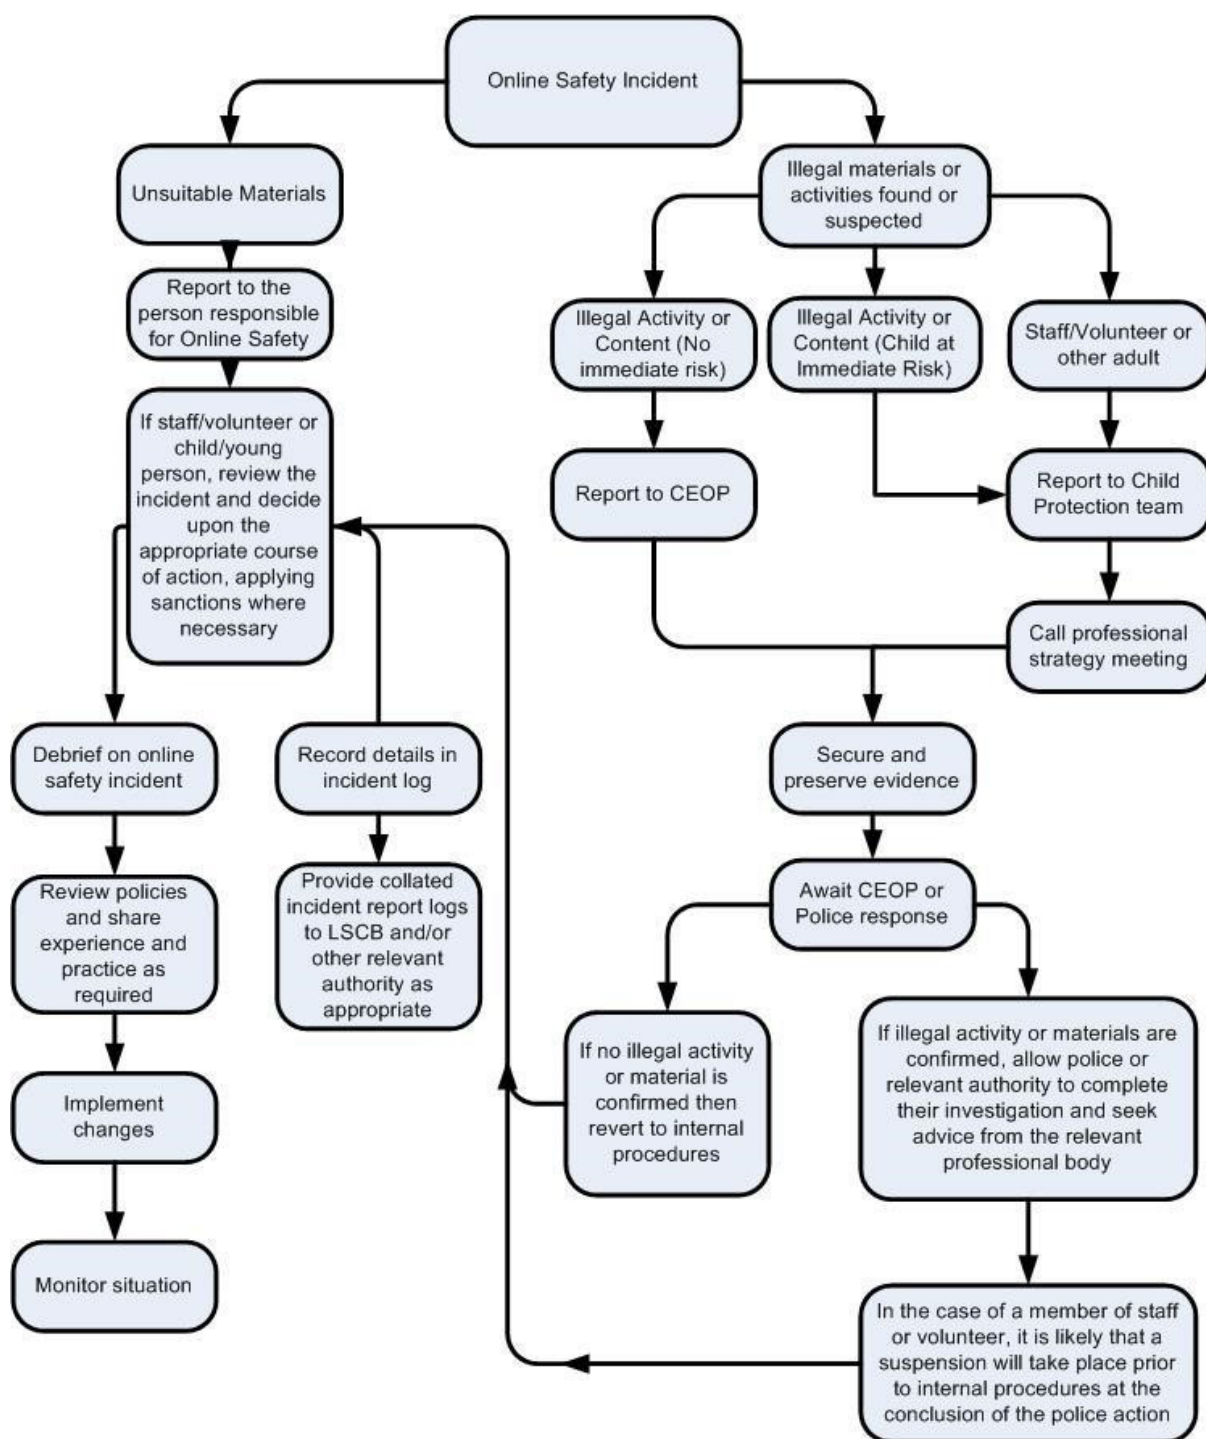 Online Safety Incident
Unsuitable Materials
Report to the
person responsible
for Online Safety
If staff/volunteer or
child/young
person, review the
incident and decide
upon the
appropriate course
of action, applying
sanctions where
necessary
Debrief on online
safety incident
Review policies
and share
experience and
practice as
required
Implement
changes
Monitor situation
Record details in
incident log
Provide collated
incident report logs
to LSCB and/or
other relevant
authority as
appropriate
Illegal materials or
activities found or
suspected
Illegal Activity or
Content (No
immediate risk)
Illegal Activity or
Content (Child at
Immediate Risk)
Staff/Volunteer or
other adult
Report to CEOP
Report to Child
Protection team
Call professional
strategy meeting
Secure and
preserve evidence
Await CEOP or
Police response
If no illegal activity
or material is
confirmed then
revert to internal
procedures
If illegal activity or materials are
confirmed, allow police or
relevant authority to complete
their investigation and seek
advice from the relevant
professional body
In the case of a member of staff
or volunteer, it is likely that a
suspension will take place prior
to internal procedures at the
conclusion of the police action